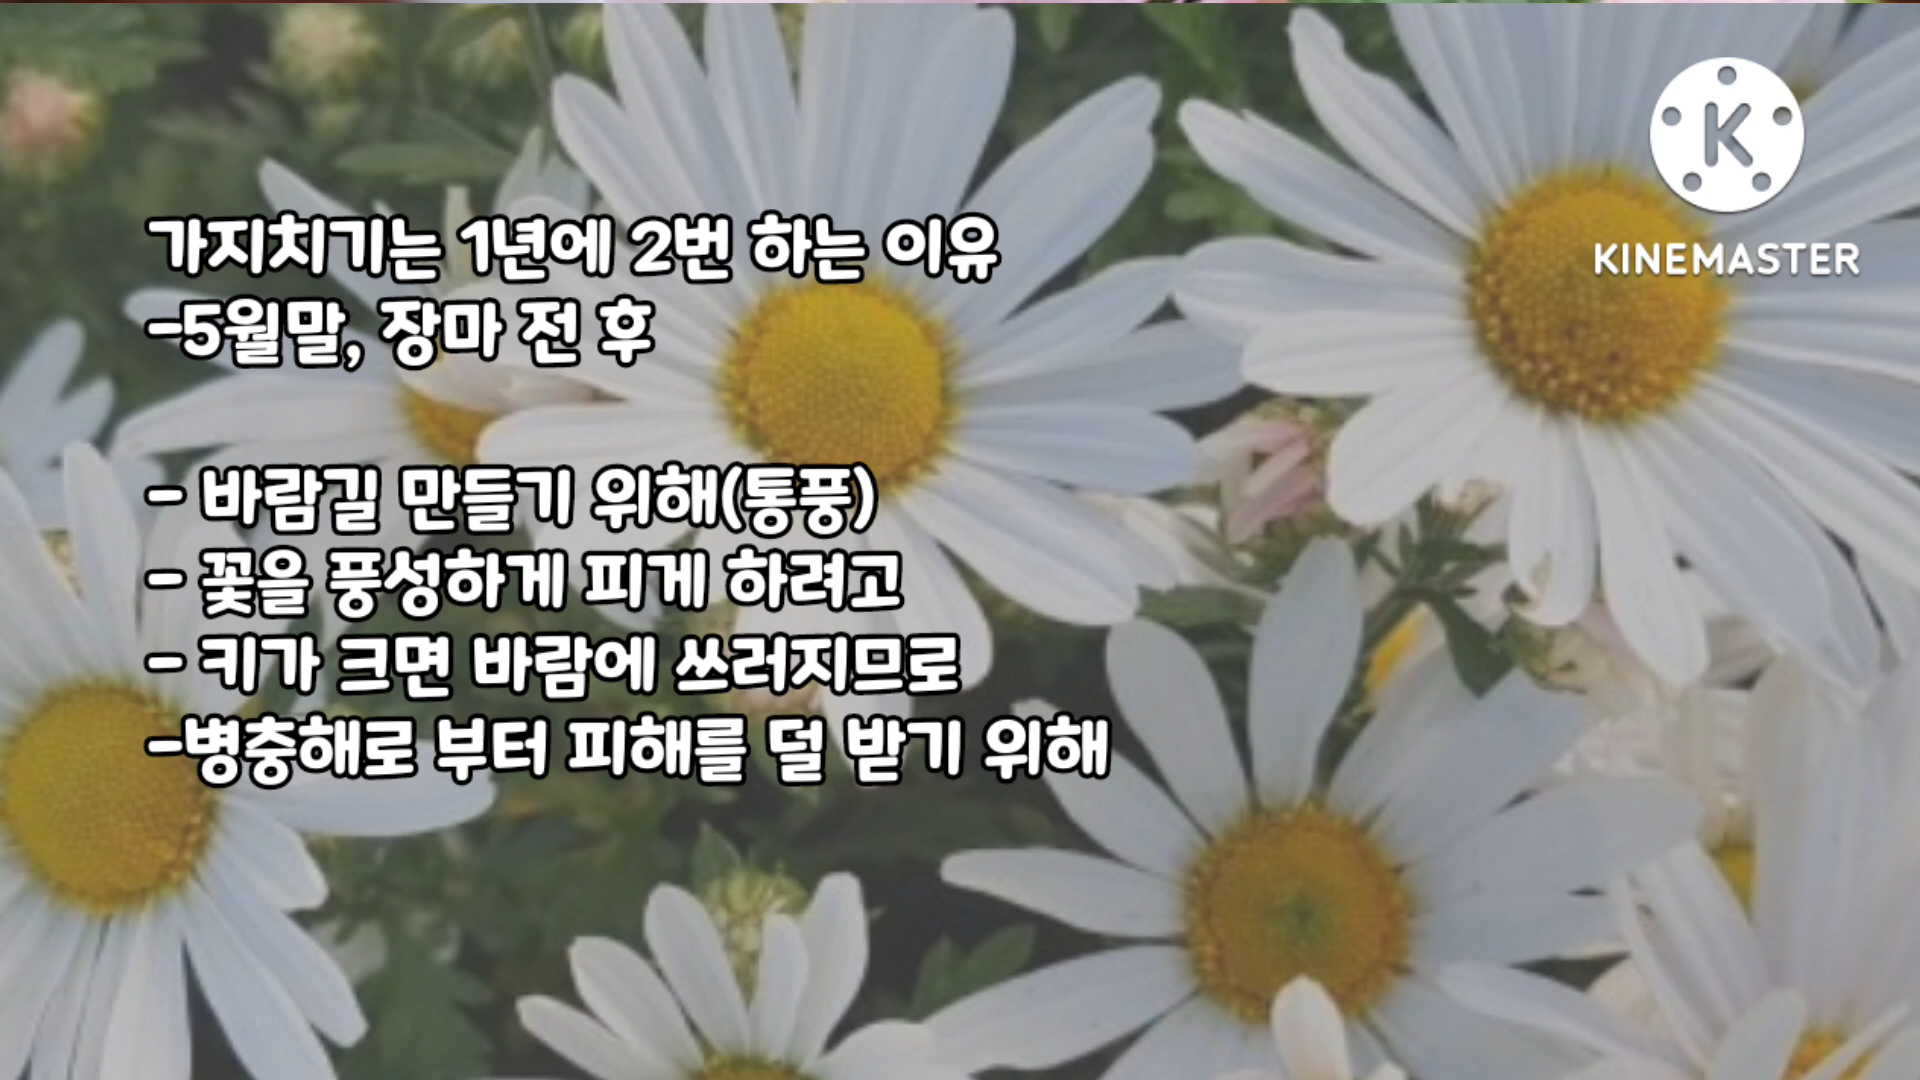 가지치기는 1년에 2번 하는 이유
-5월말, 장마 전 후
- 바람길 만들기 위해(통풍)
- 꽃을 풍성하게 피게 하려고
- 키가 크면 바람에 쓰러지므로
-병충해로 부터 피해를 덜 받기 위해
K
KINEMASTER